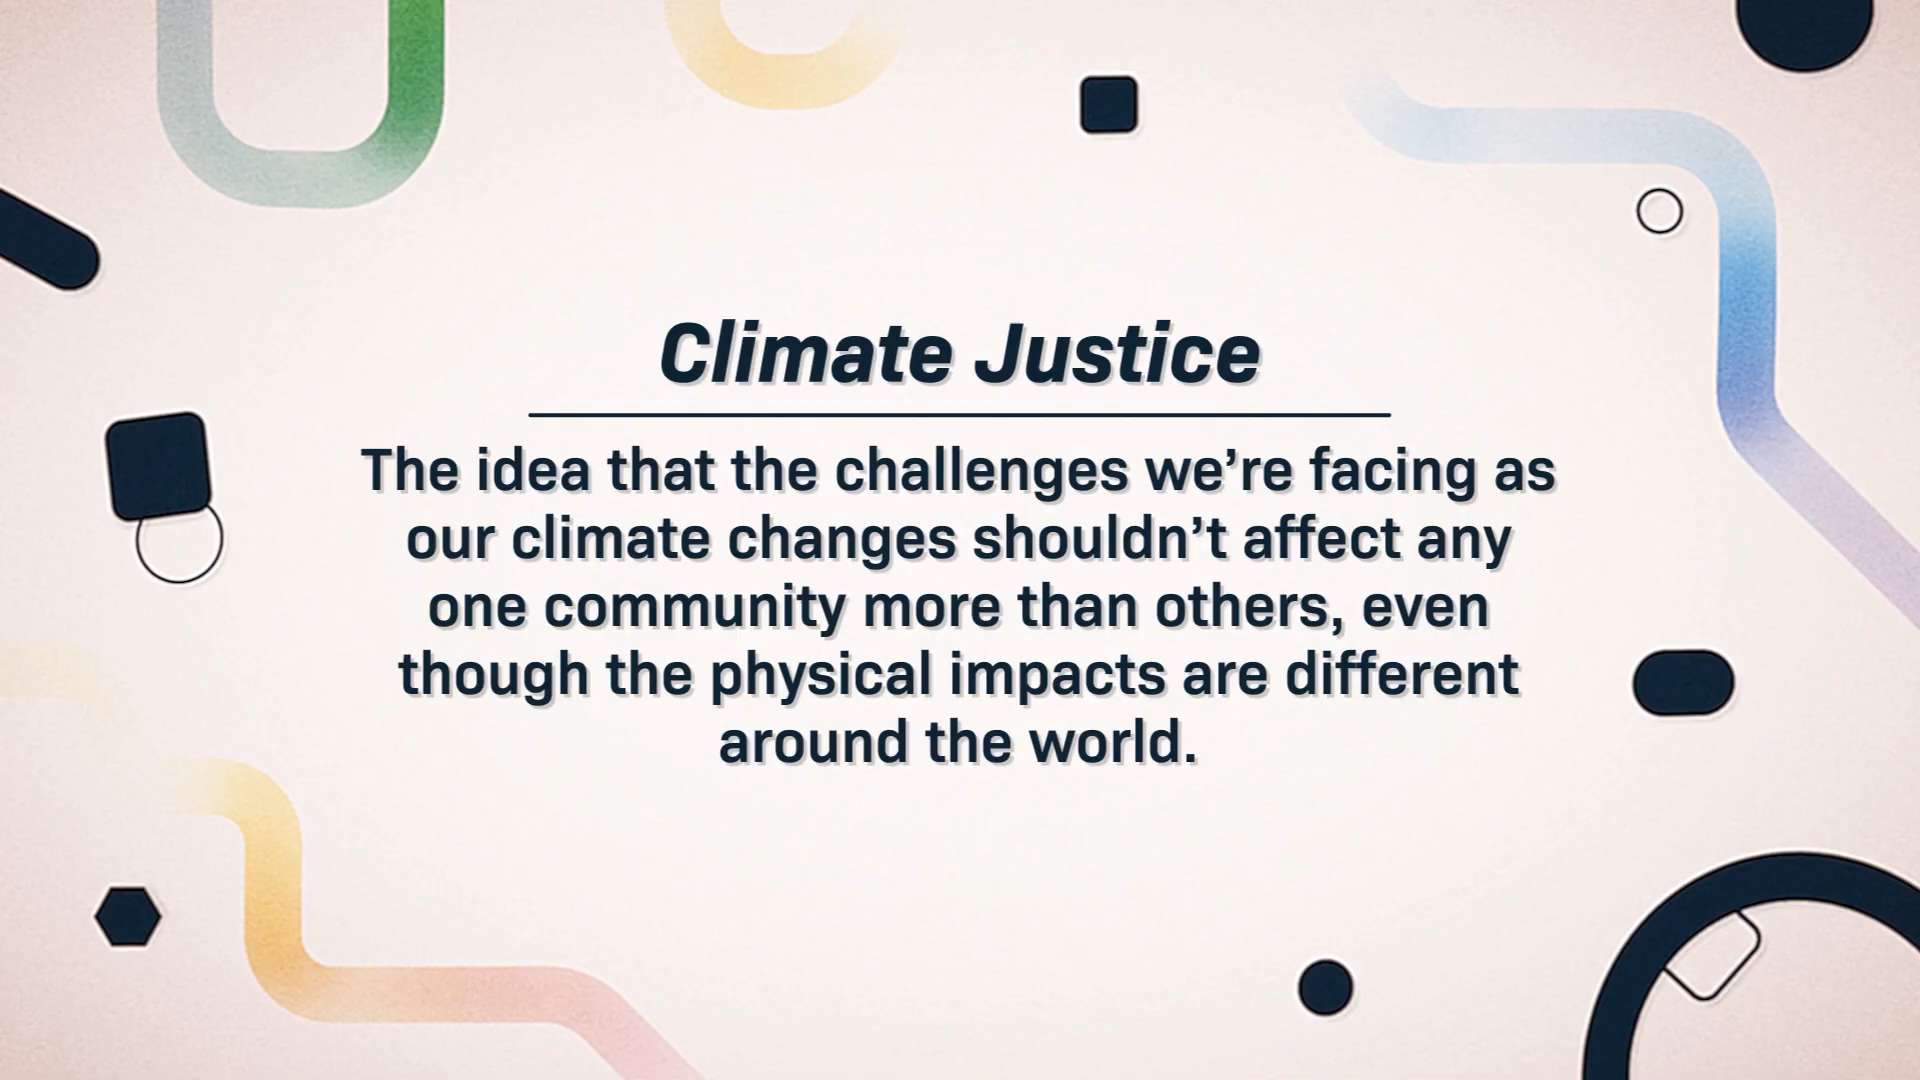 Climate Justice
The idea that the challenges we’re facing as
our climate changes shouldn’t affect any
one community more than others, even
though the physical impacts are different
around the world.